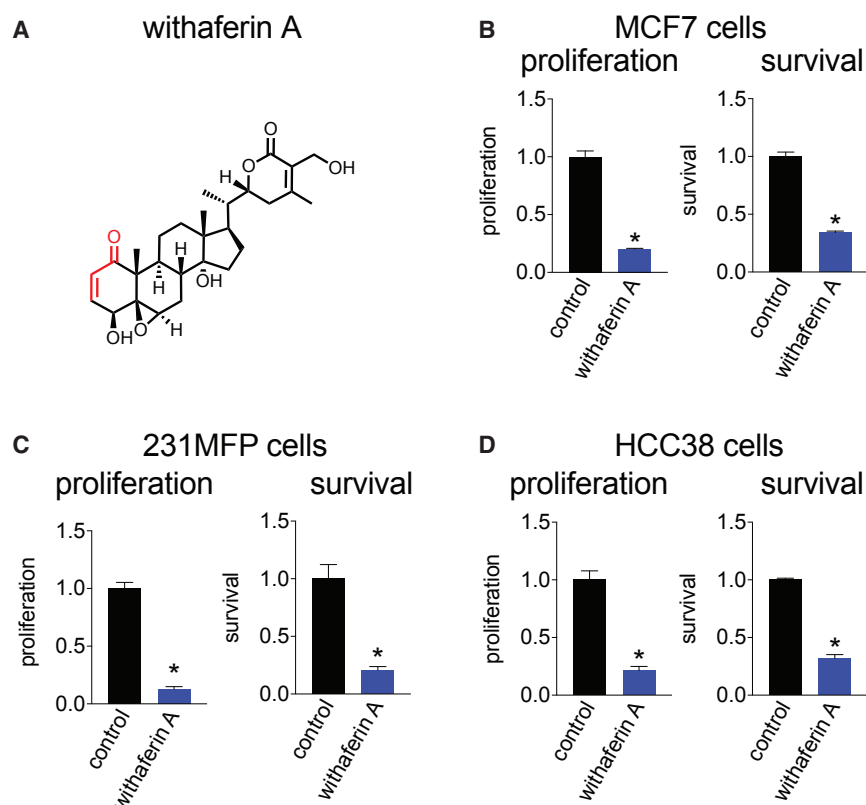 A withaferin A
O
O
O
OH
H
O
H
H
OH
H
OH
O
H
B MCF7 cells
proliferation survival
proliferation
1.5
1.0
0.5
0.0
*
control
withaferin A
survival
1.5
1.0
0.5
0.0
*
control
withaferin A
C 231MFP cells
proliferation survival
proliferation
1.5
1.0
0.5
0.0
*
control
withaferin A
survival
1.5
1.0
0.5
0.0
*
control
withaferin A
D HCC38 cells
proliferation survival
proliferation
1.5
1.0
0.5
0.0
*
control
withaferin A
survival
1.5
1.0
0.5
0.0
*
control
withaferin A